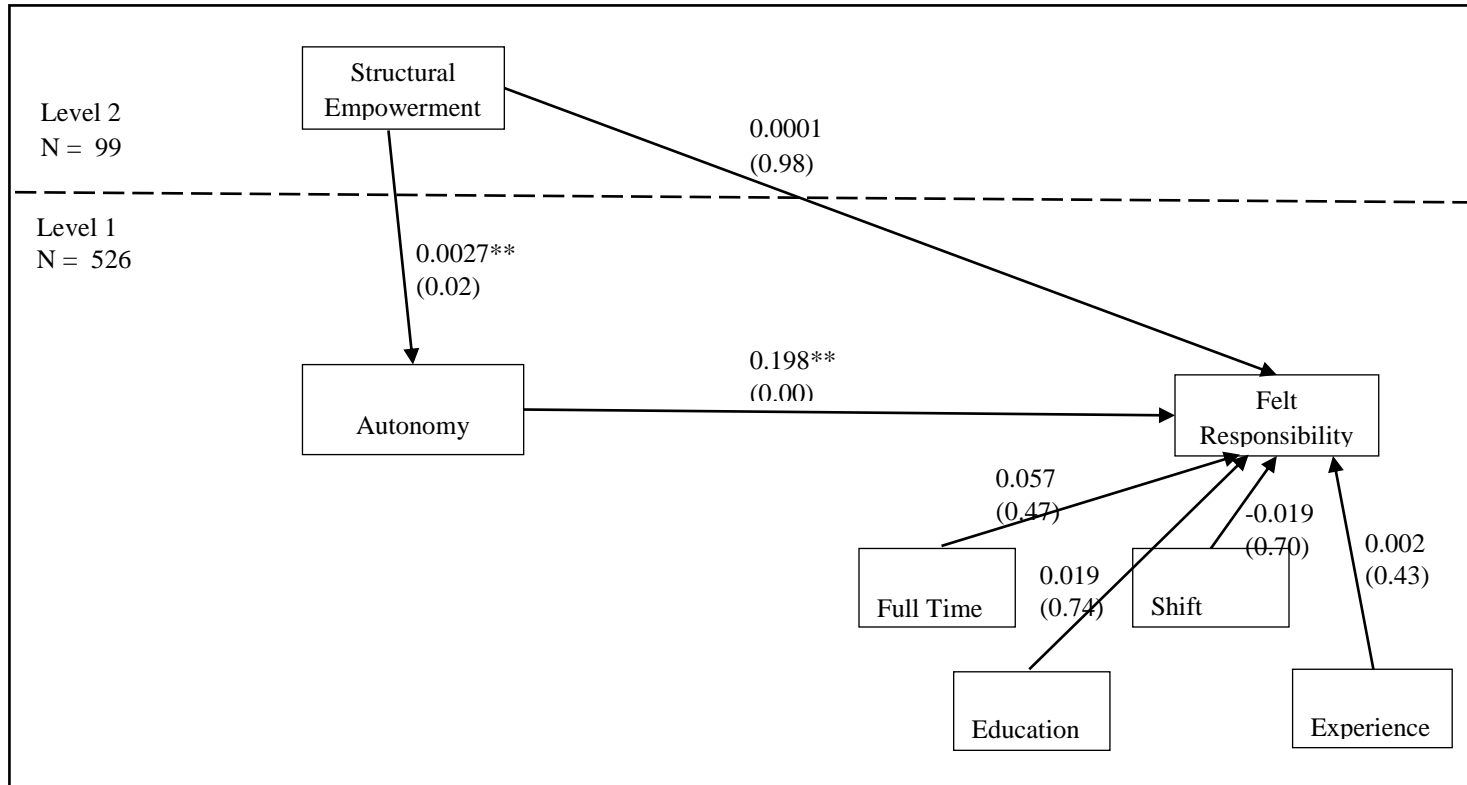 Structural
Empowerment
Level 2
N = 99
0.0001
(0.98)
Level 1
N = 526
0.0027**
(0.02)
0.198**
(0.00)
Autonomy
Felt
Responsibility
0.057
(0.47)
-0.019
(0.70)
0.002
(0.43)
0.019
(0.74)
Full Time
Shift
Education
Experience